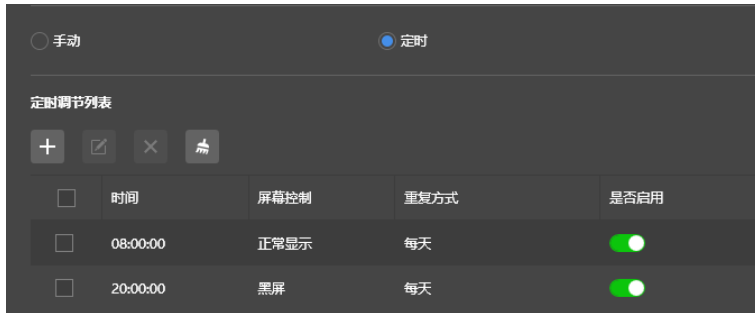 手动 定时
定时调节列表
时间 屏幕控制 重复方式 是否启用
08:00:00 正常显示 每天
20:00:00 黑屏 每天